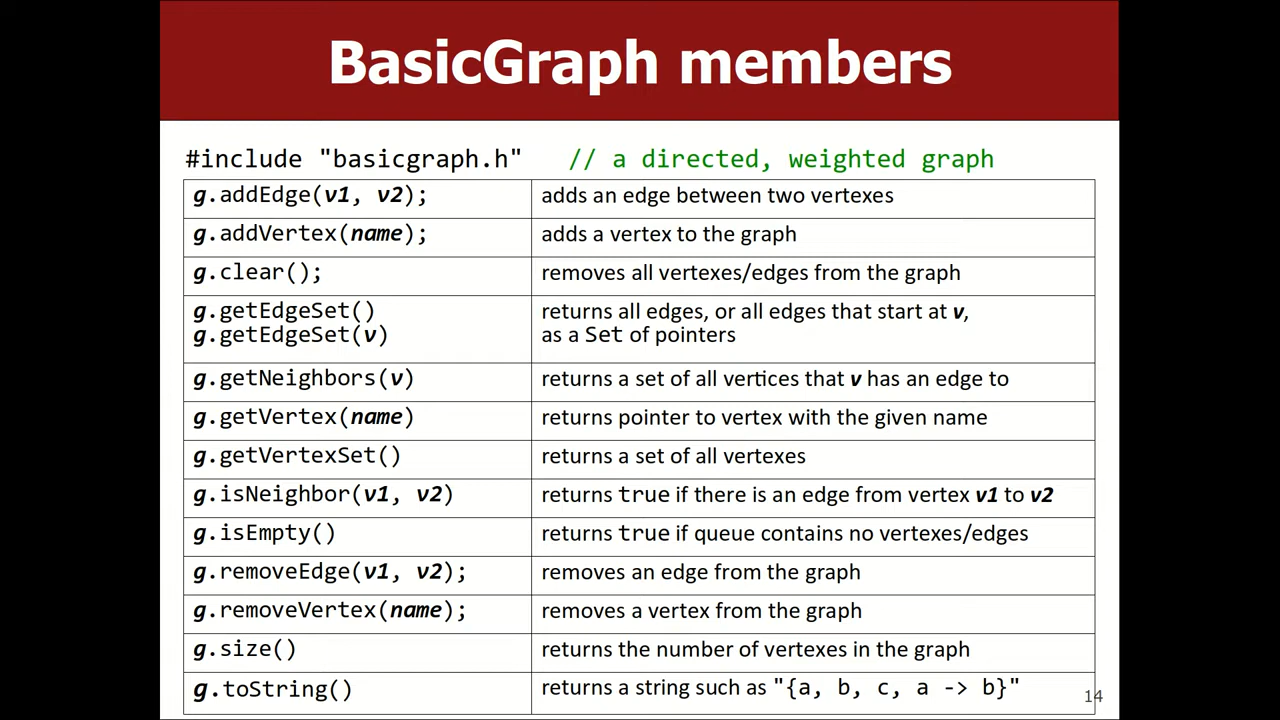 BasicGraph members
#include "basicgraph.h" // a directed, weighted graph
g.addEdge(v1, v2); adds an edge between two vertexes
g.addVertex(name); adds a vertex to the graph
g.clear(); removes all vertexes/edges from the graph
g.getEdgeSet() returns all edges, or all edges that start at v,
g.getEdgeSet(v) as a Set of pointers
g.getNeighbors(v) returns a set of all vertices that v has an edge to
g.getVertex(name) returns pointer to vertex with the given name
g.getVertexSet() returns a set of all vertexes
g.isNeighbor(v1, v2) returns true if there is an edge from vertex v1 to v2
g.isEmpty() returns true if queue contains no vertexes/edges
g.removeEdge(v1, v2); removes an edge from the graph
g.removeVertex(name); removes a vertex from the graph
g.size() returns the number of vertexes in the graph
g.toString() returns a string such as "{a, b, c, a -> b}"
14